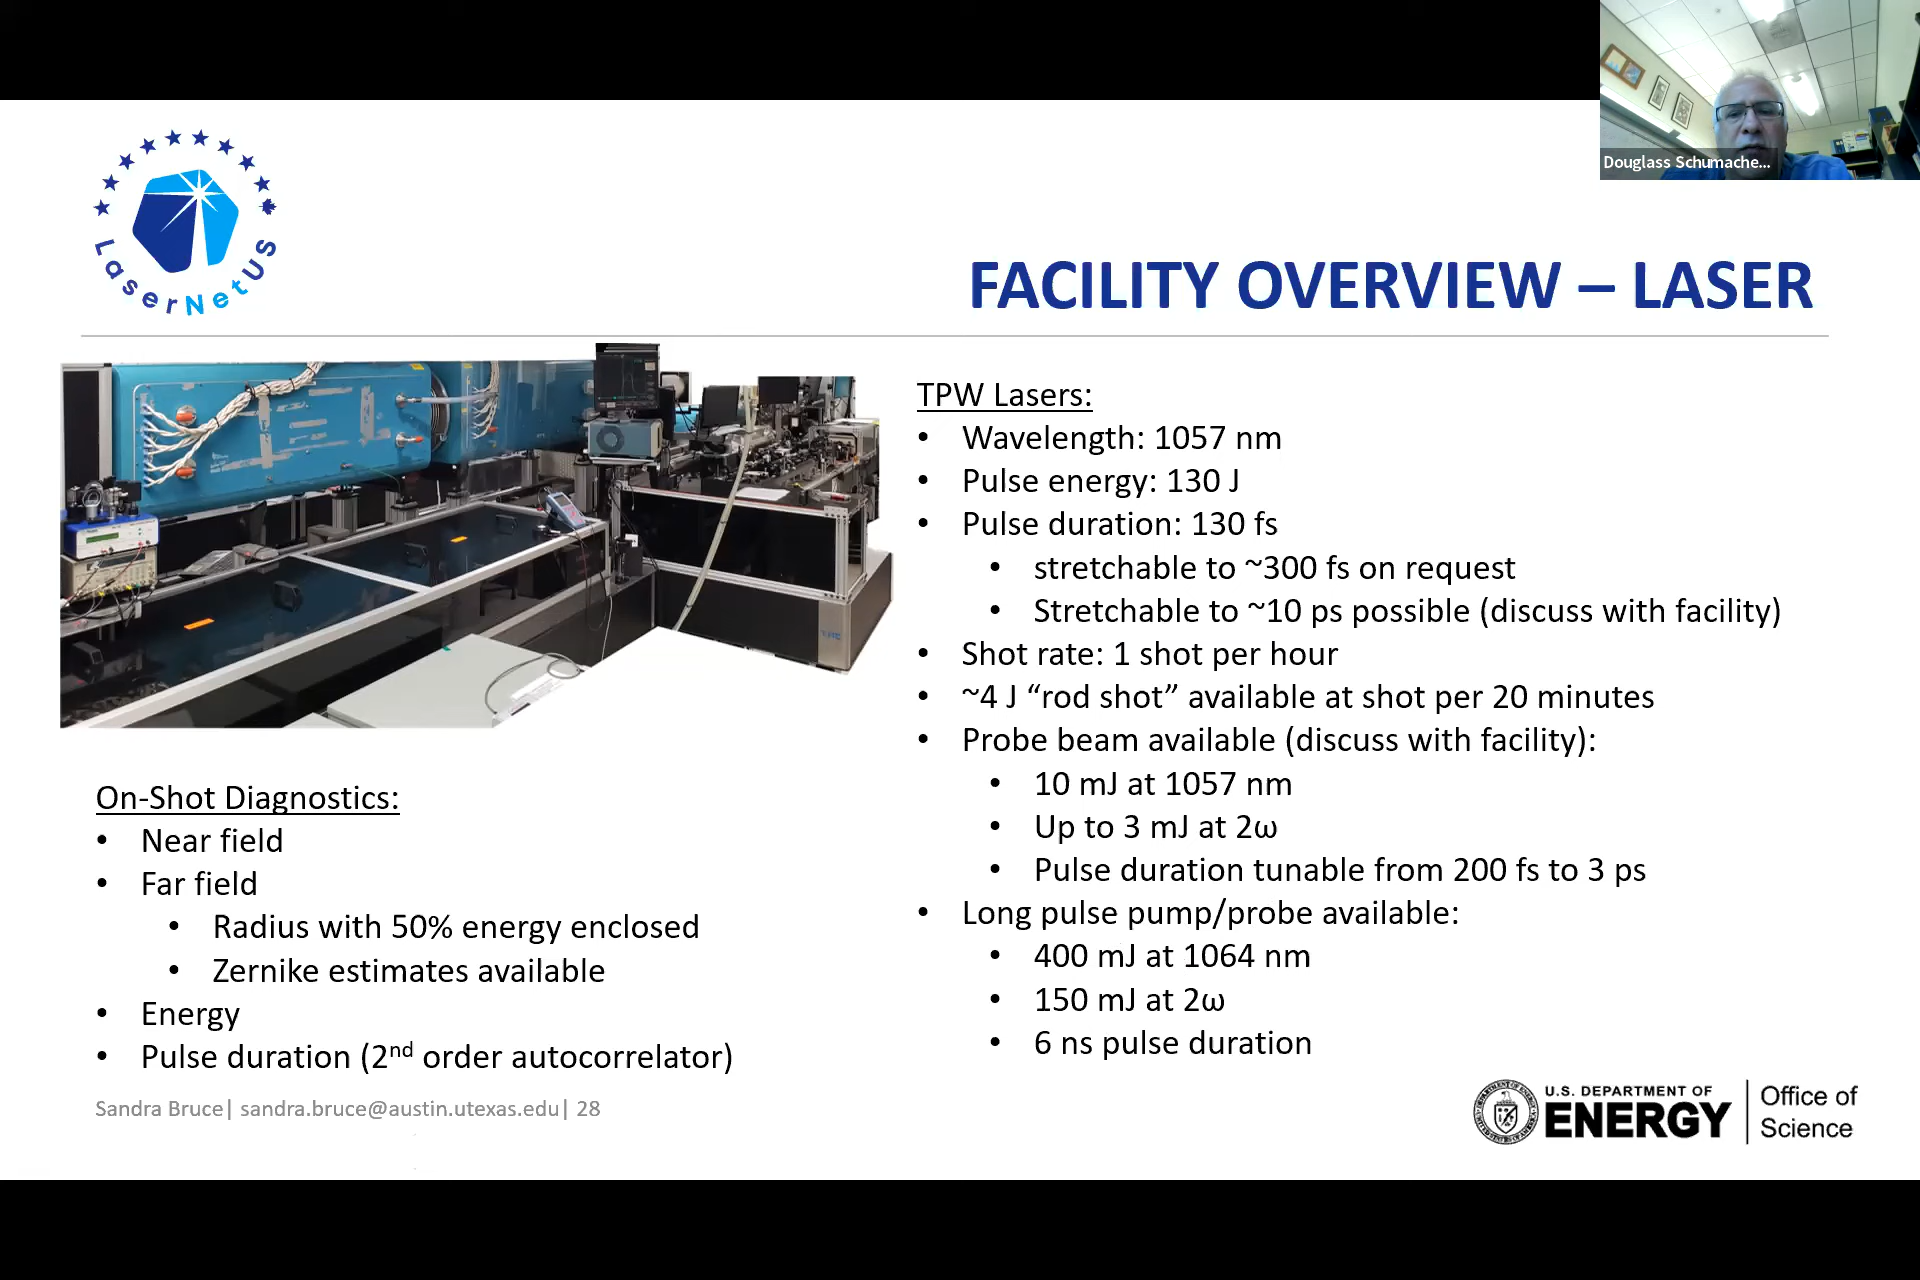 Douglass Schumache...
LaserNetUS
FACILITY OVERVIEW – LASER
TPW Lasers:
• Wavelength: 1057 nm
• Pulse energy: 130 J
• Pulse duration: 130 fs
• stretchable to ~300 fs on request
• Stretchable to ~10 ps possible (discuss with facility)
• Shot rate: 1 shot per hour
• ~4 J “rod shot” available at shot per 20 minutes
• Probe beam available (discuss with facility):
• 10 mJ at 1057 nm
• Up to 3 mJ at 2ω
• Pulse duration tunable from 200 fs to 3 ps
• Long pulse pump/probe available:
• 400 mJ at 1064 nm
• 150 mJ at 2ω
• 6 ns pulse duration
On-Shot Diagnostics:
• Near field
• Far field
• Radius with 50% energy enclosed
• Zernike estimates available
• Energy
• Pulse duration (2nd order autocorrelator)
Sandra Bruce| sandra.bruce@austin.utexas.edu| 28
U.S. DEPARTMENT OF
ENERGY
Office of
Science